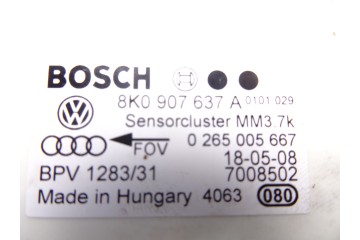 BOSCH
8K0 907 637 A 0101 029
Sensorcluster MM3.7k
0 265 005 667
FOV
18-05-08
BPV 1283/31 7008502
Made in Hungary 4063 080